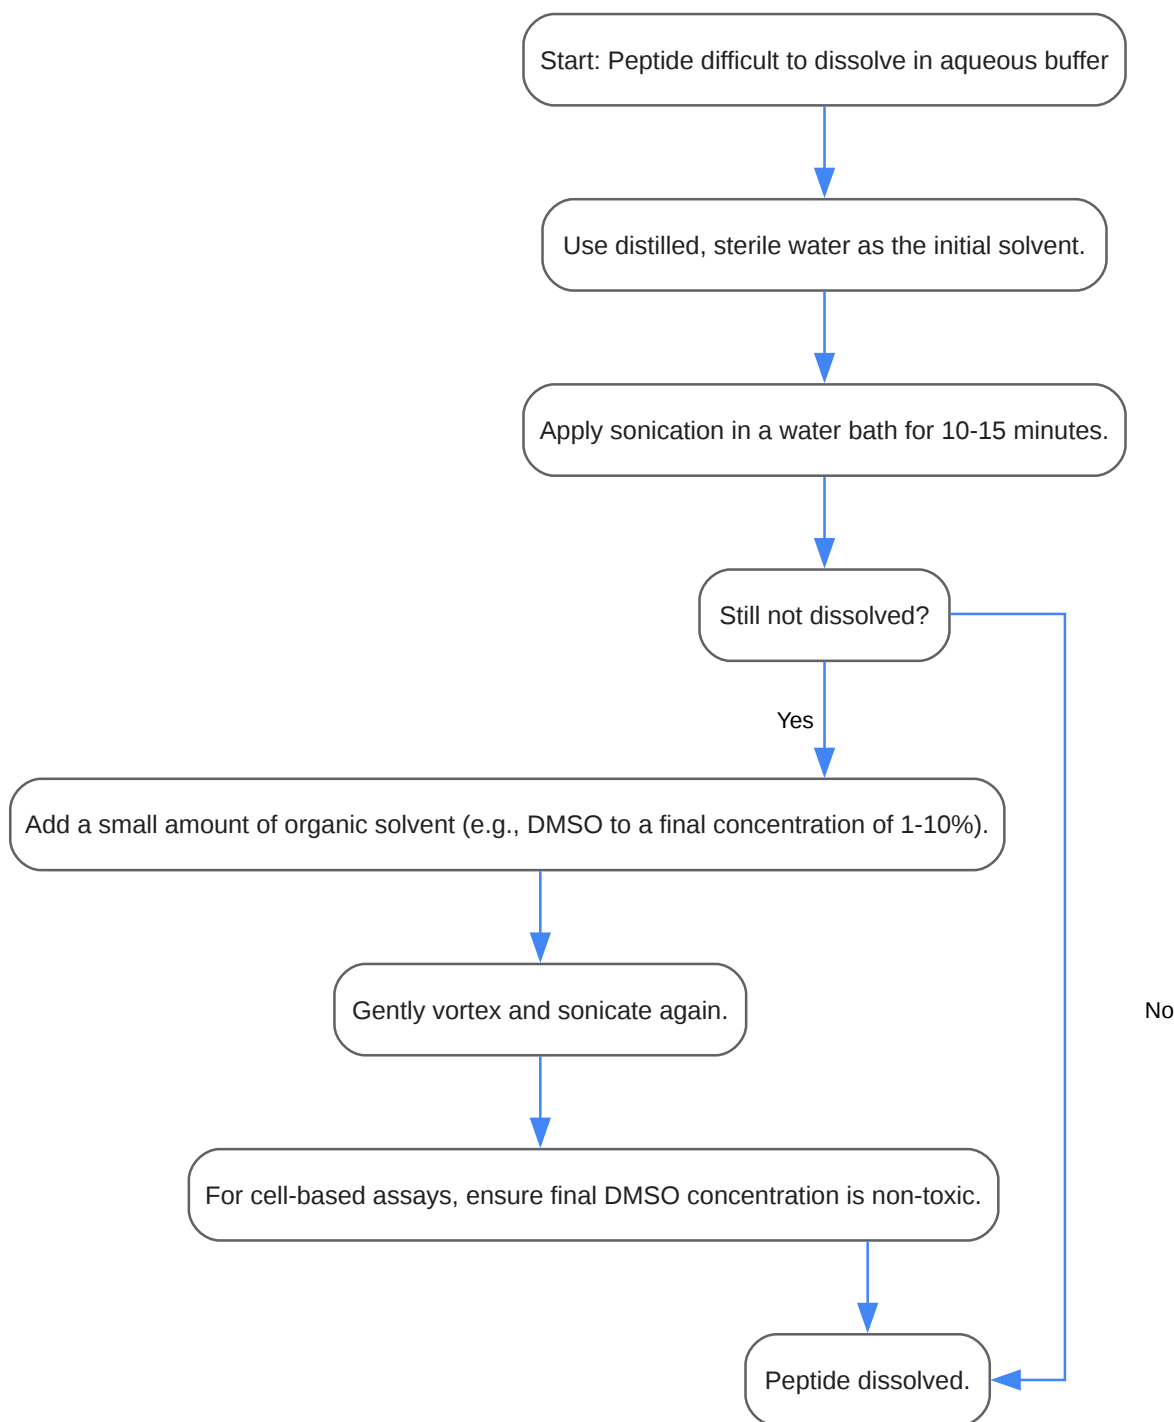 Start: Peptide difficult to dissolve in aqueous buffer
Use distilled, sterile water as the initial solvent.
Apply sonication in a water bath for 10-15 minutes.
Still not dissolved?
Yes
Add a small amount of organic solvent (e.g., DMSO to a final concentration of 1-10%).
Gently vortex and sonicate again.
No
For cell-based assays, ensure final DMSO concentration is non-toxic.
Peptide dissolved.